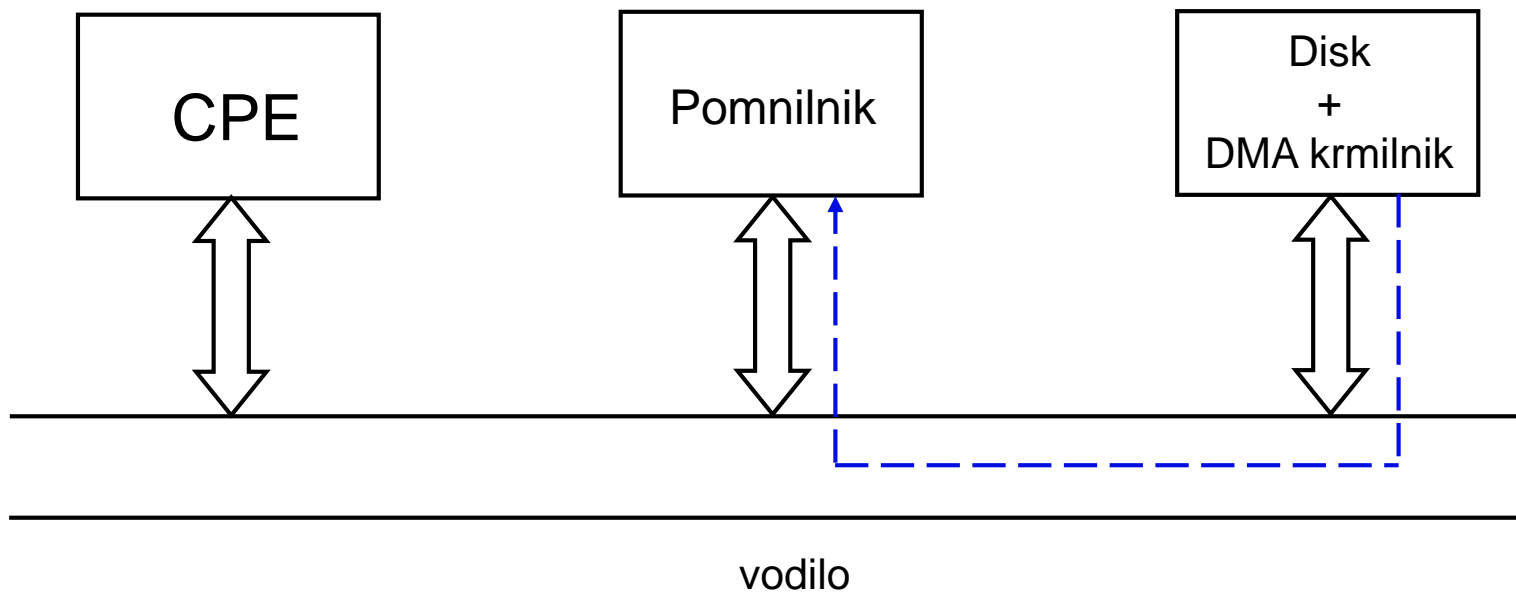 CPE
Pomnilnik
Disk
+
DMA krmilnik
vodilo